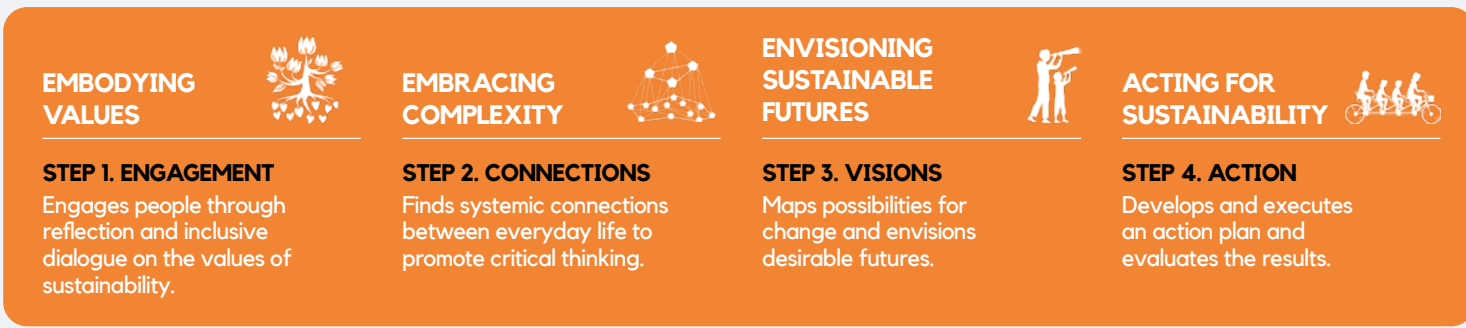 EMBODYING
VALUES
STEP 1. ENGAGEMENT
Engages people through
reflection and inclusive
dialogue on the values of
sustainability.
EMBRACING
COMPLEXITY
STEP 2. CONNECTIONS
Finds systemic connections
between everyday life to
promote critical thinking.
ENVISIONING
SUSTAINABLE
FUTURES
STEP 3. VISIONS
Maps possibilities for
change and envisions
desirable futures.
ACTING FOR
SUSTAINABILITY
STEP 4. ACTION
Develops and executes
an action plan and
evaluates the results.